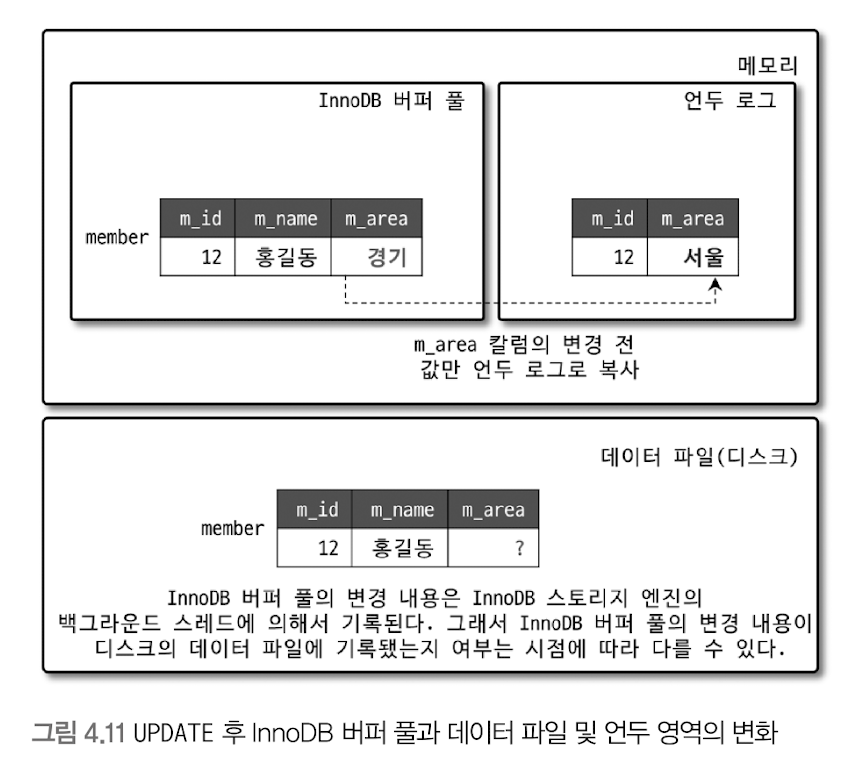 메모리
InnoDB 버퍼 풀
언두 로그
m_id m_name m_area
member
12 홍길동 경기
m_id m_area
12 서울
m_area 칼럼의 변경 전
값만 언두 로그로 복사
데이터 파일(디스크)
m_id m_name m_area
member
12 홍길동 ?
InnoDB 버퍼 풀의 변경 내용은 InnoDB 스토리지 엔진의
백그라운드 스레드에 의해서 기록된다. 그래서 InnoDB 버퍼 풀의 변경 내용이
디스크의 데이터 파일에 기록됐는지 여부는 시점에 따라 다를 수 있다.
그림 4.11 UPDATE 후 InnoDB 버퍼 풀과 데이터 파일 및 언두 영역의 변화